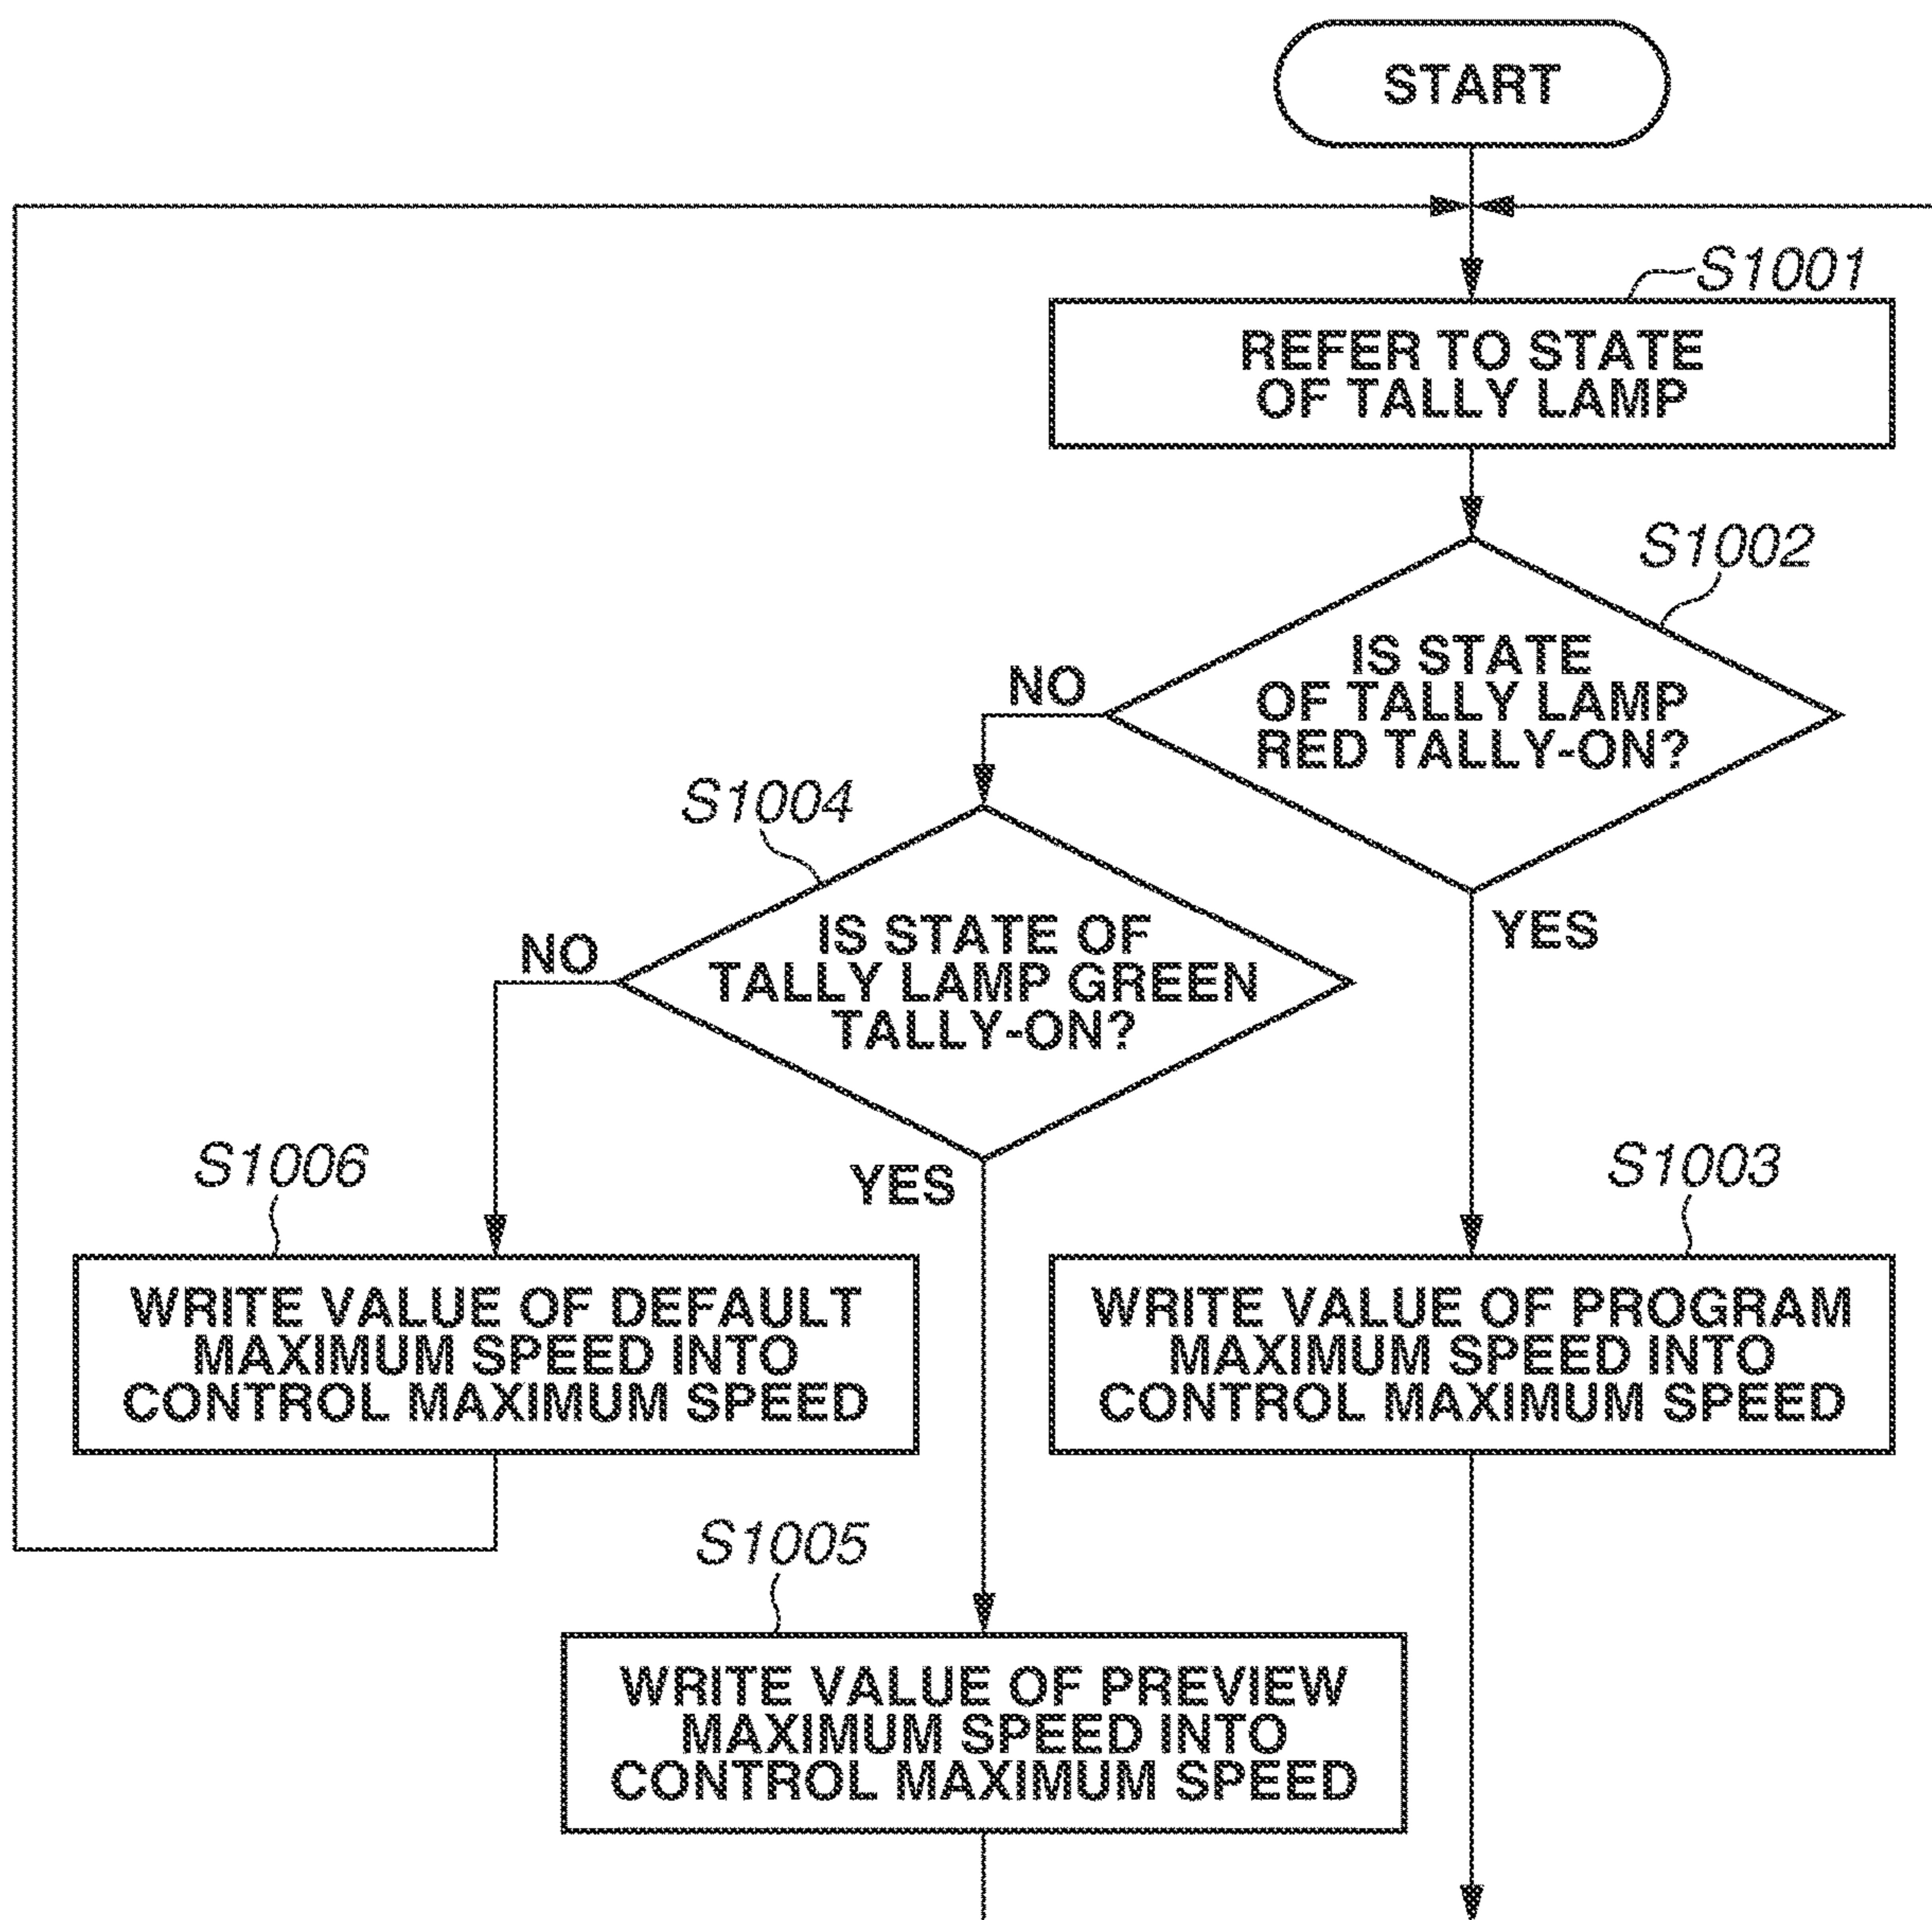 START
S1001
REFER TO STATE
OF TALLY LAMP
S1002
IS STATE
OF TALLY LAMP
RED TALLY-ON?
NO
YES
S1004
IS STATE OF
TALLY LAMP GREEN
TALLY-ON?
NO
YES
S1006
WRITE VALUE OF DEFAULT
MAXIMUM SPEED INTO
CONTROL MAXIMUM SPEED
S1003
WRITE VALUE OF PROGRAM
MAXIMUM SPEED INTO
CONTROL MAXIMUM SPEED
S1005
WRITE VALUE OF PREVIEW
MAXIMUM SPEED INTO
CONTROL MAXIMUM SPEED